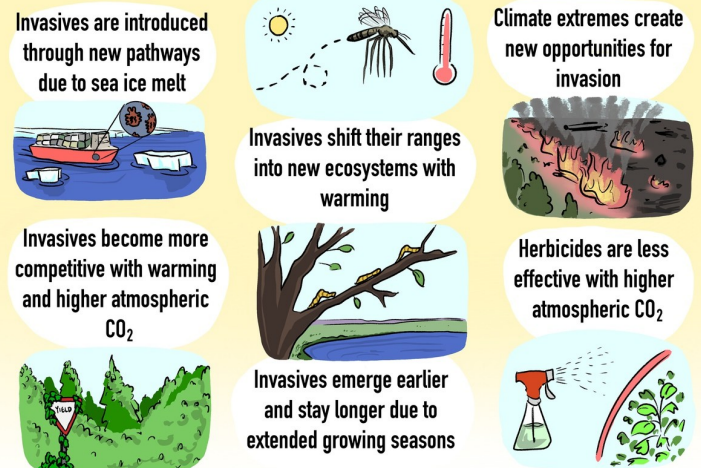 Invasives are introduced
through new pathways
due to sea ice melt
Invasives shift their ranges
into new ecosystems with
warming
Climate extremes create
new opportunities for
invasion
Invasives become more
competitive with warming
and higher atmospheric
CO₂
YIELD
Invasives emerge earlier
and stay longer due to
extended growing seasons
Herbicides are less
effective with higher
atmospheric CO₂